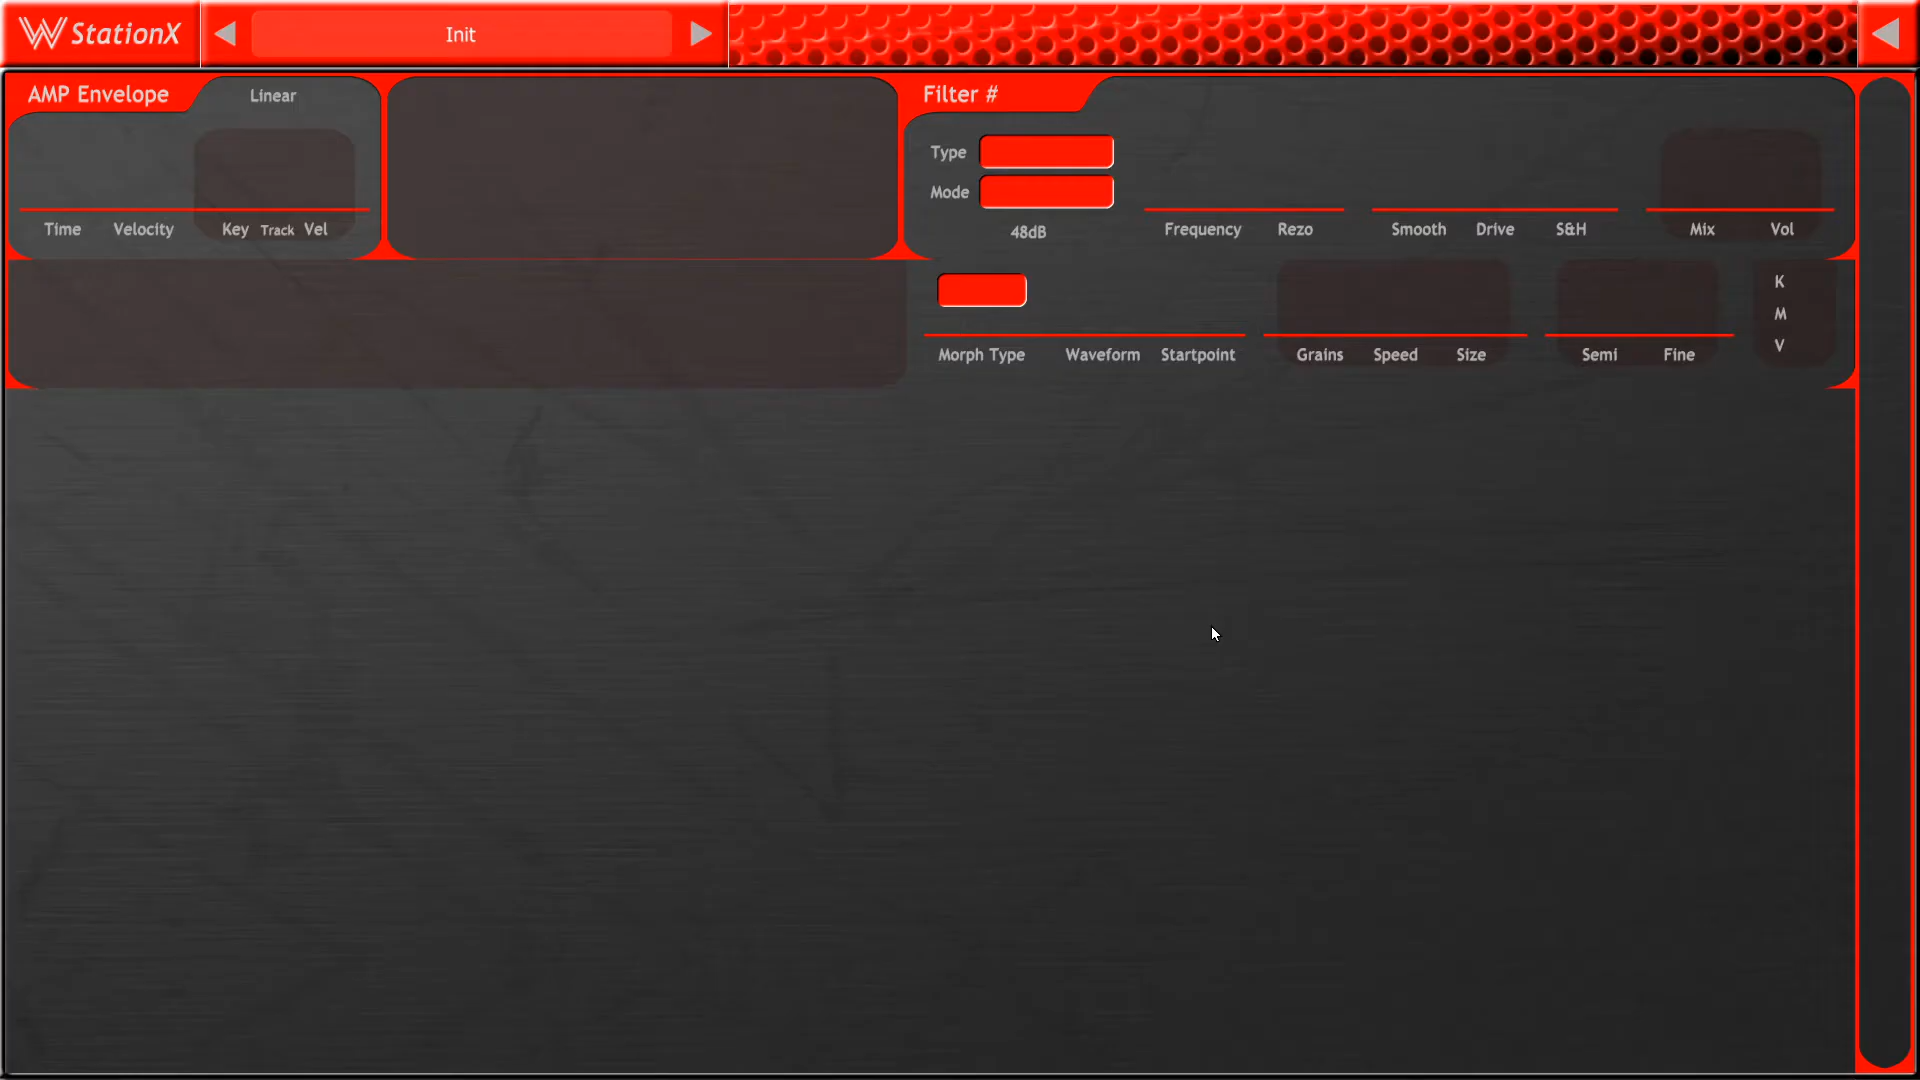 W StationX
Init
AMP Envelope
Linear
Time Velocity Key Track Vel
Filter #
Type
Mode
48dB
Frequency Rezo Smooth Drive S&H Mix Vol
K
M
V
Morph Type Waveform Startpoint Grains Speed Size Semi Fine